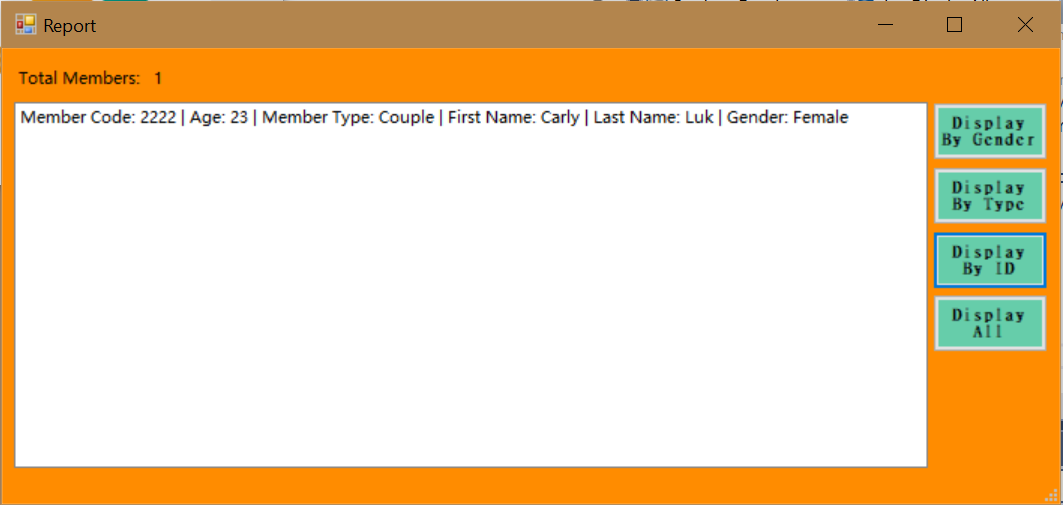 Report
Total Members: 1
Member Code: 2222 | Age: 23 | Member Type: Couple | First Name: Carly | Last Name: Luk | Gender: Female
Display
By Gender
Display
By Type
Display
By ID
Display
All